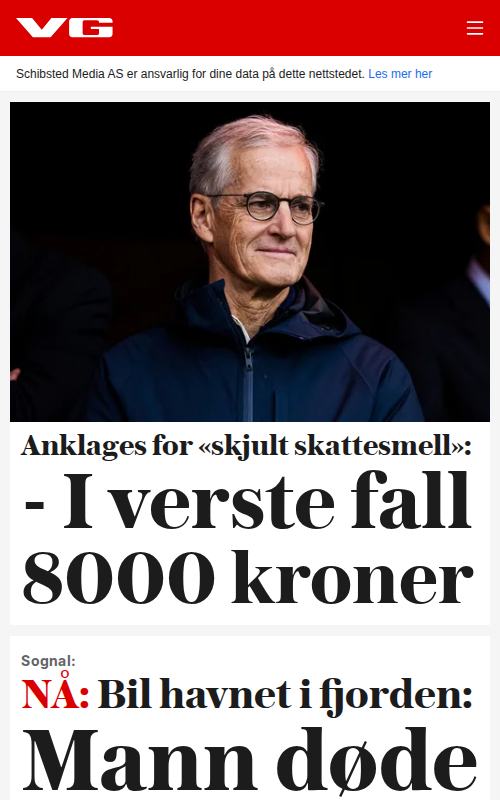 VG
Schibsted Media AS er ansvarlig for dine data på dette nettstedet. Les mer her
Anklages for «skjult skattesmell»:
- I verste fall
8000 kroner
Sognal:
NÅ: Bil havnet i fjorden:
Mann døde